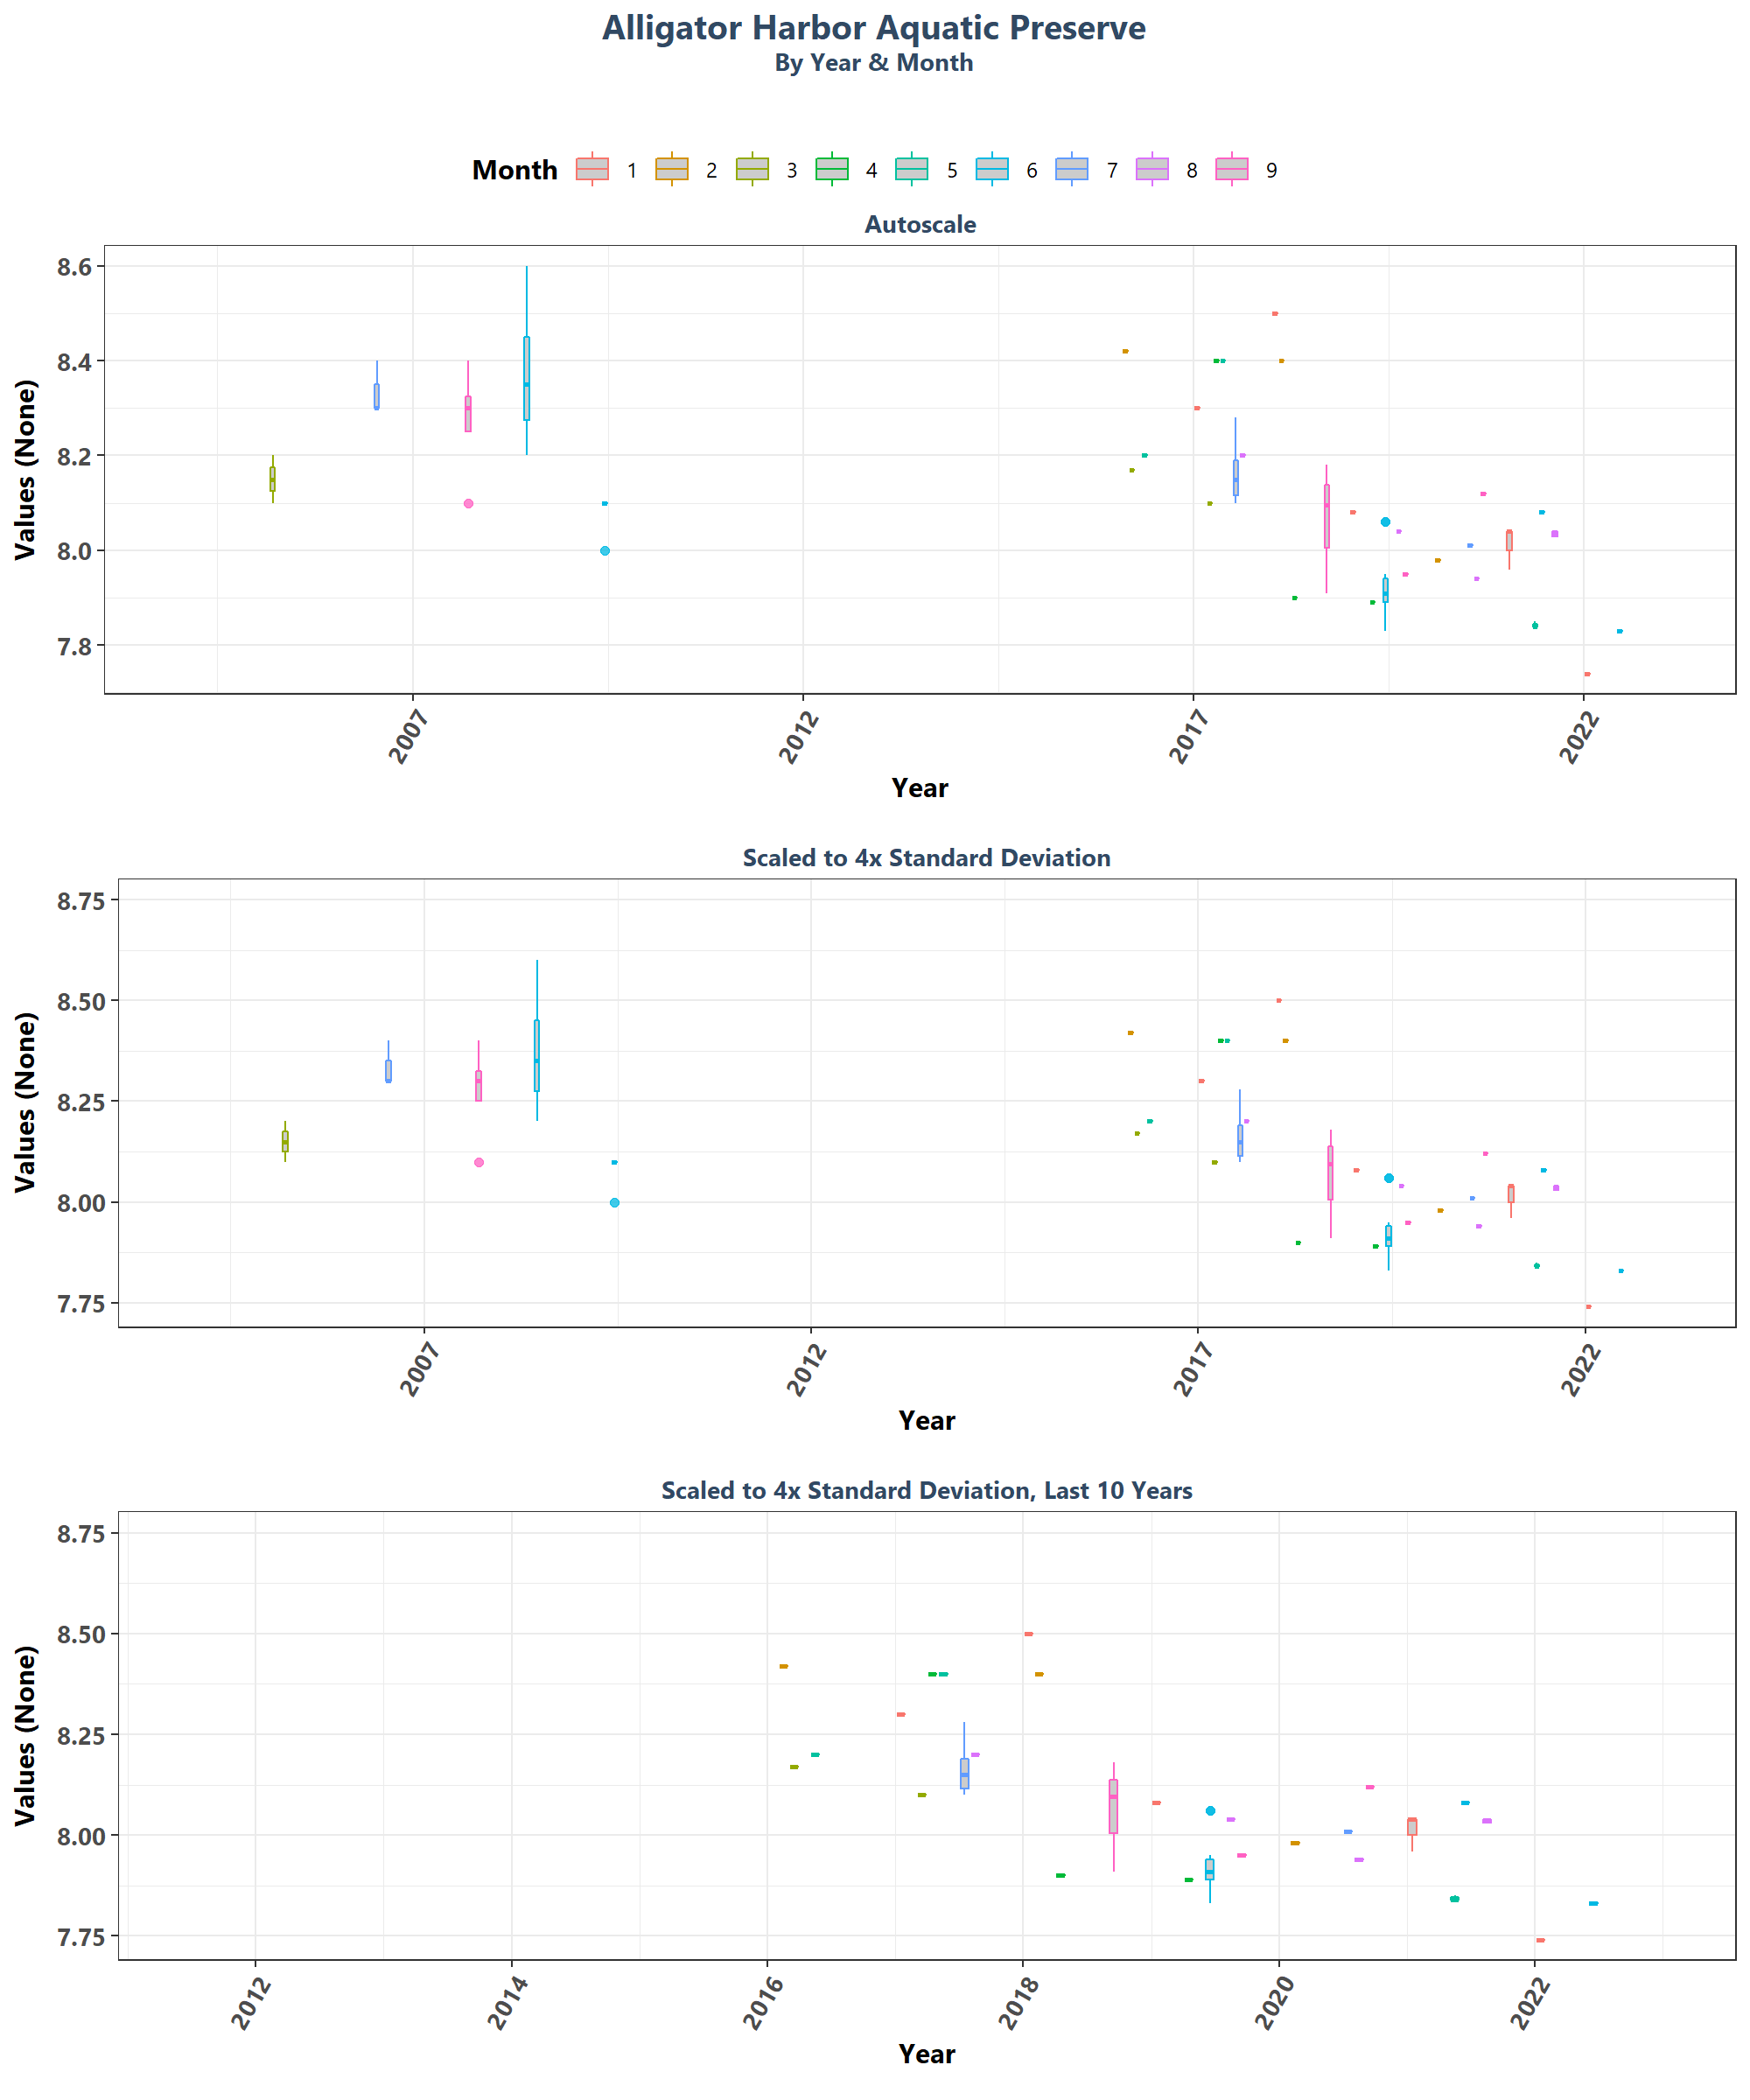 Alligator Harbor Aquatic Preserve
By Year & Month
Month 1 2 3 4 5 6 7 8 9
Autoscale
Values (None)
8.6
8.4
8.2
8.0
7.8
2007 2012 2017 2022
Year
Scaled to 4x Standard Deviation
Values (None)
8.75
8.50
8.25
8.00
7.75
2007 2012 2017 2022
Year
Scaled to 4x Standard Deviation, Last 10 Years
Values (None)
8.75
8.50
8.25
8.00
7.75
2012 2014 2016 2018 2020 2022
Year